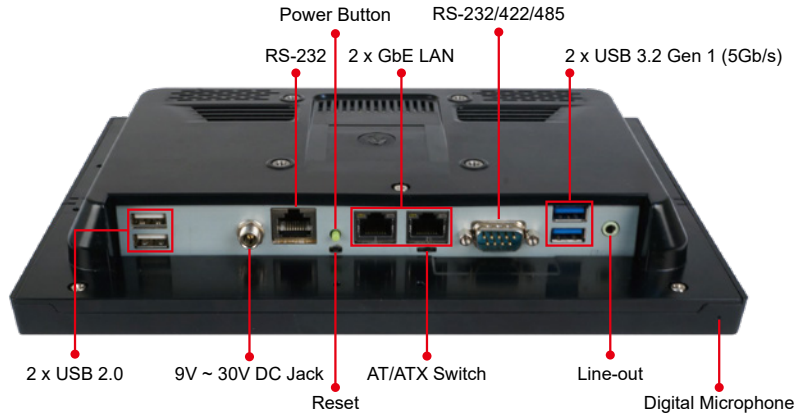 Power Button
RS-232/422/485
RS-232
2 x GbE LAN
2 x USB 3.2 Gen 1 (5Gb/s)
2 x USB 2.0
9V ~ 30V DC Jack
AT/ATX Switch
Line-out
Reset
Digital Microphone